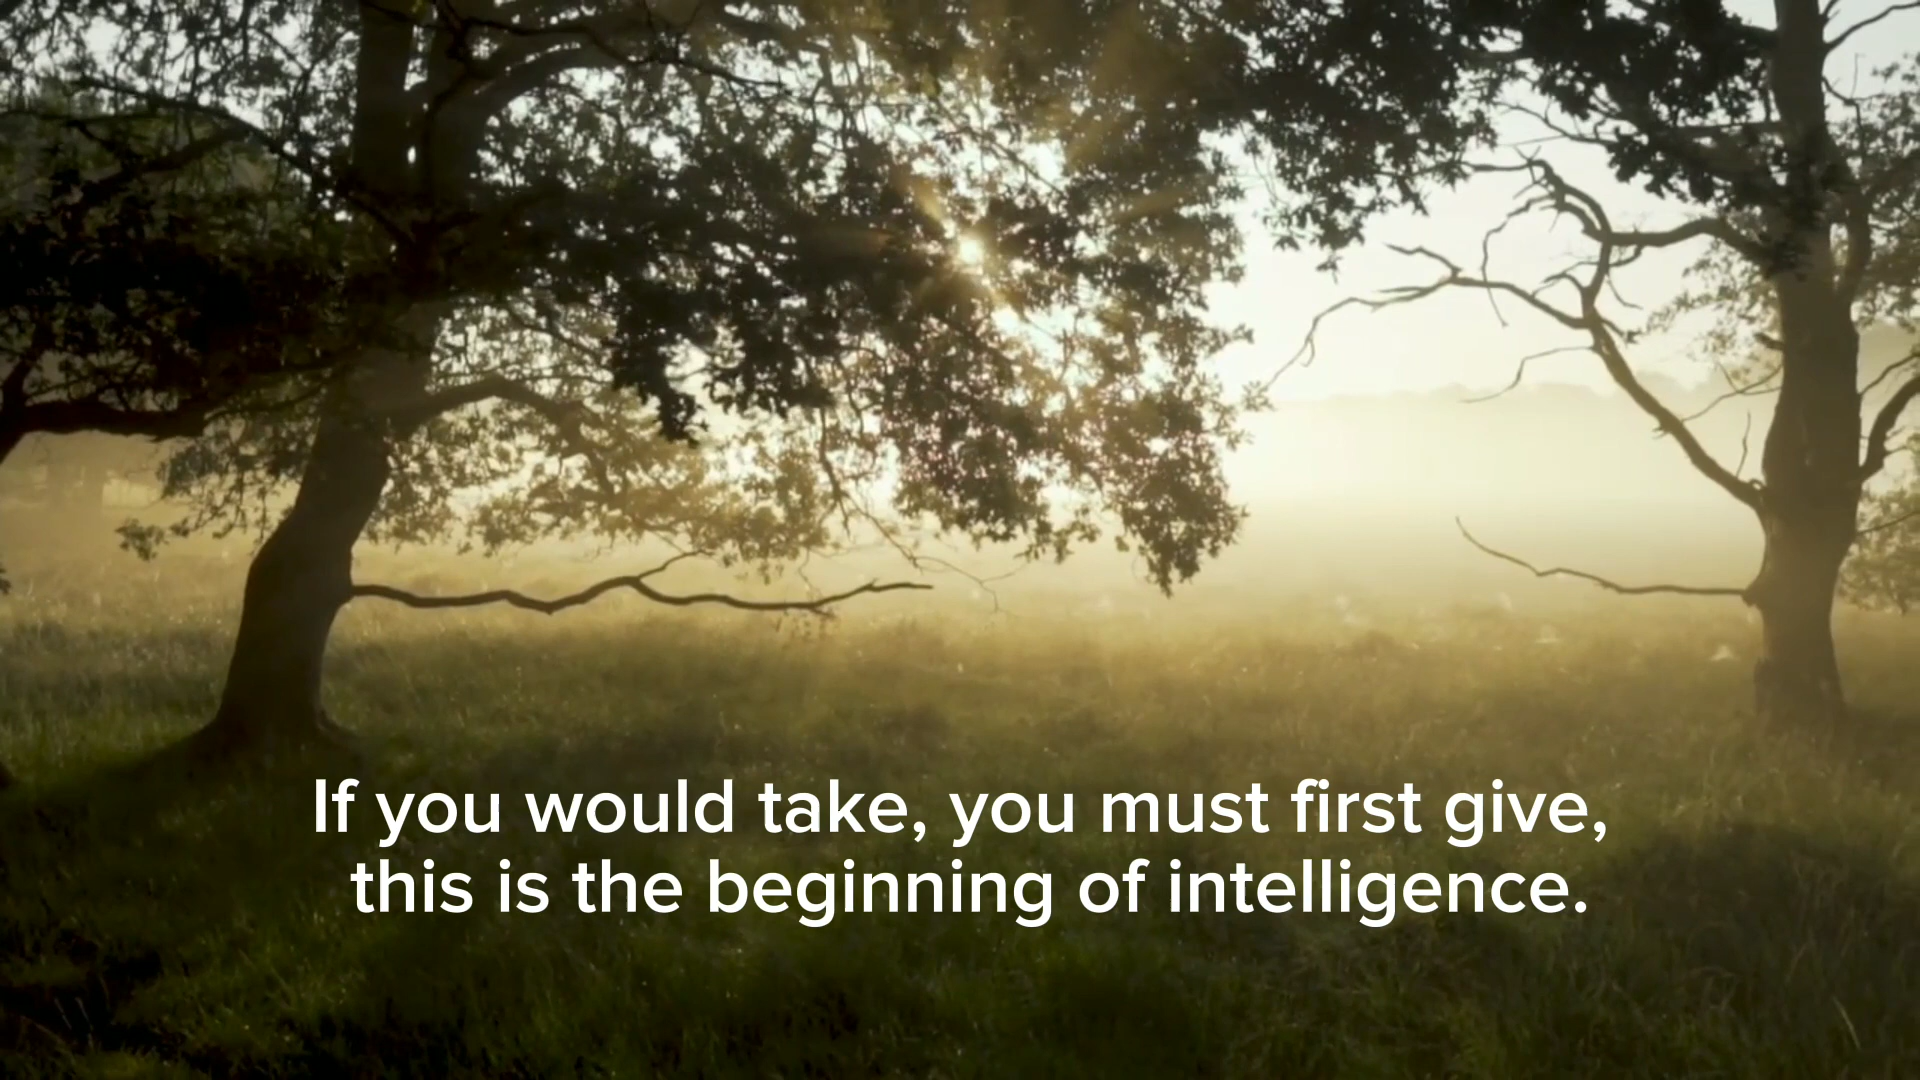 If you would take, you must first give,
this is the beginning of intelligence.